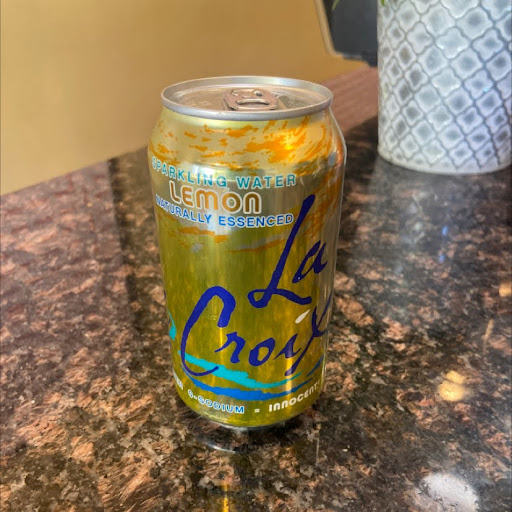 SPARKLING WATER
LEMON
NATURALLY ESSENCED
La
Croix
0-SODIUM = INNOCENT!